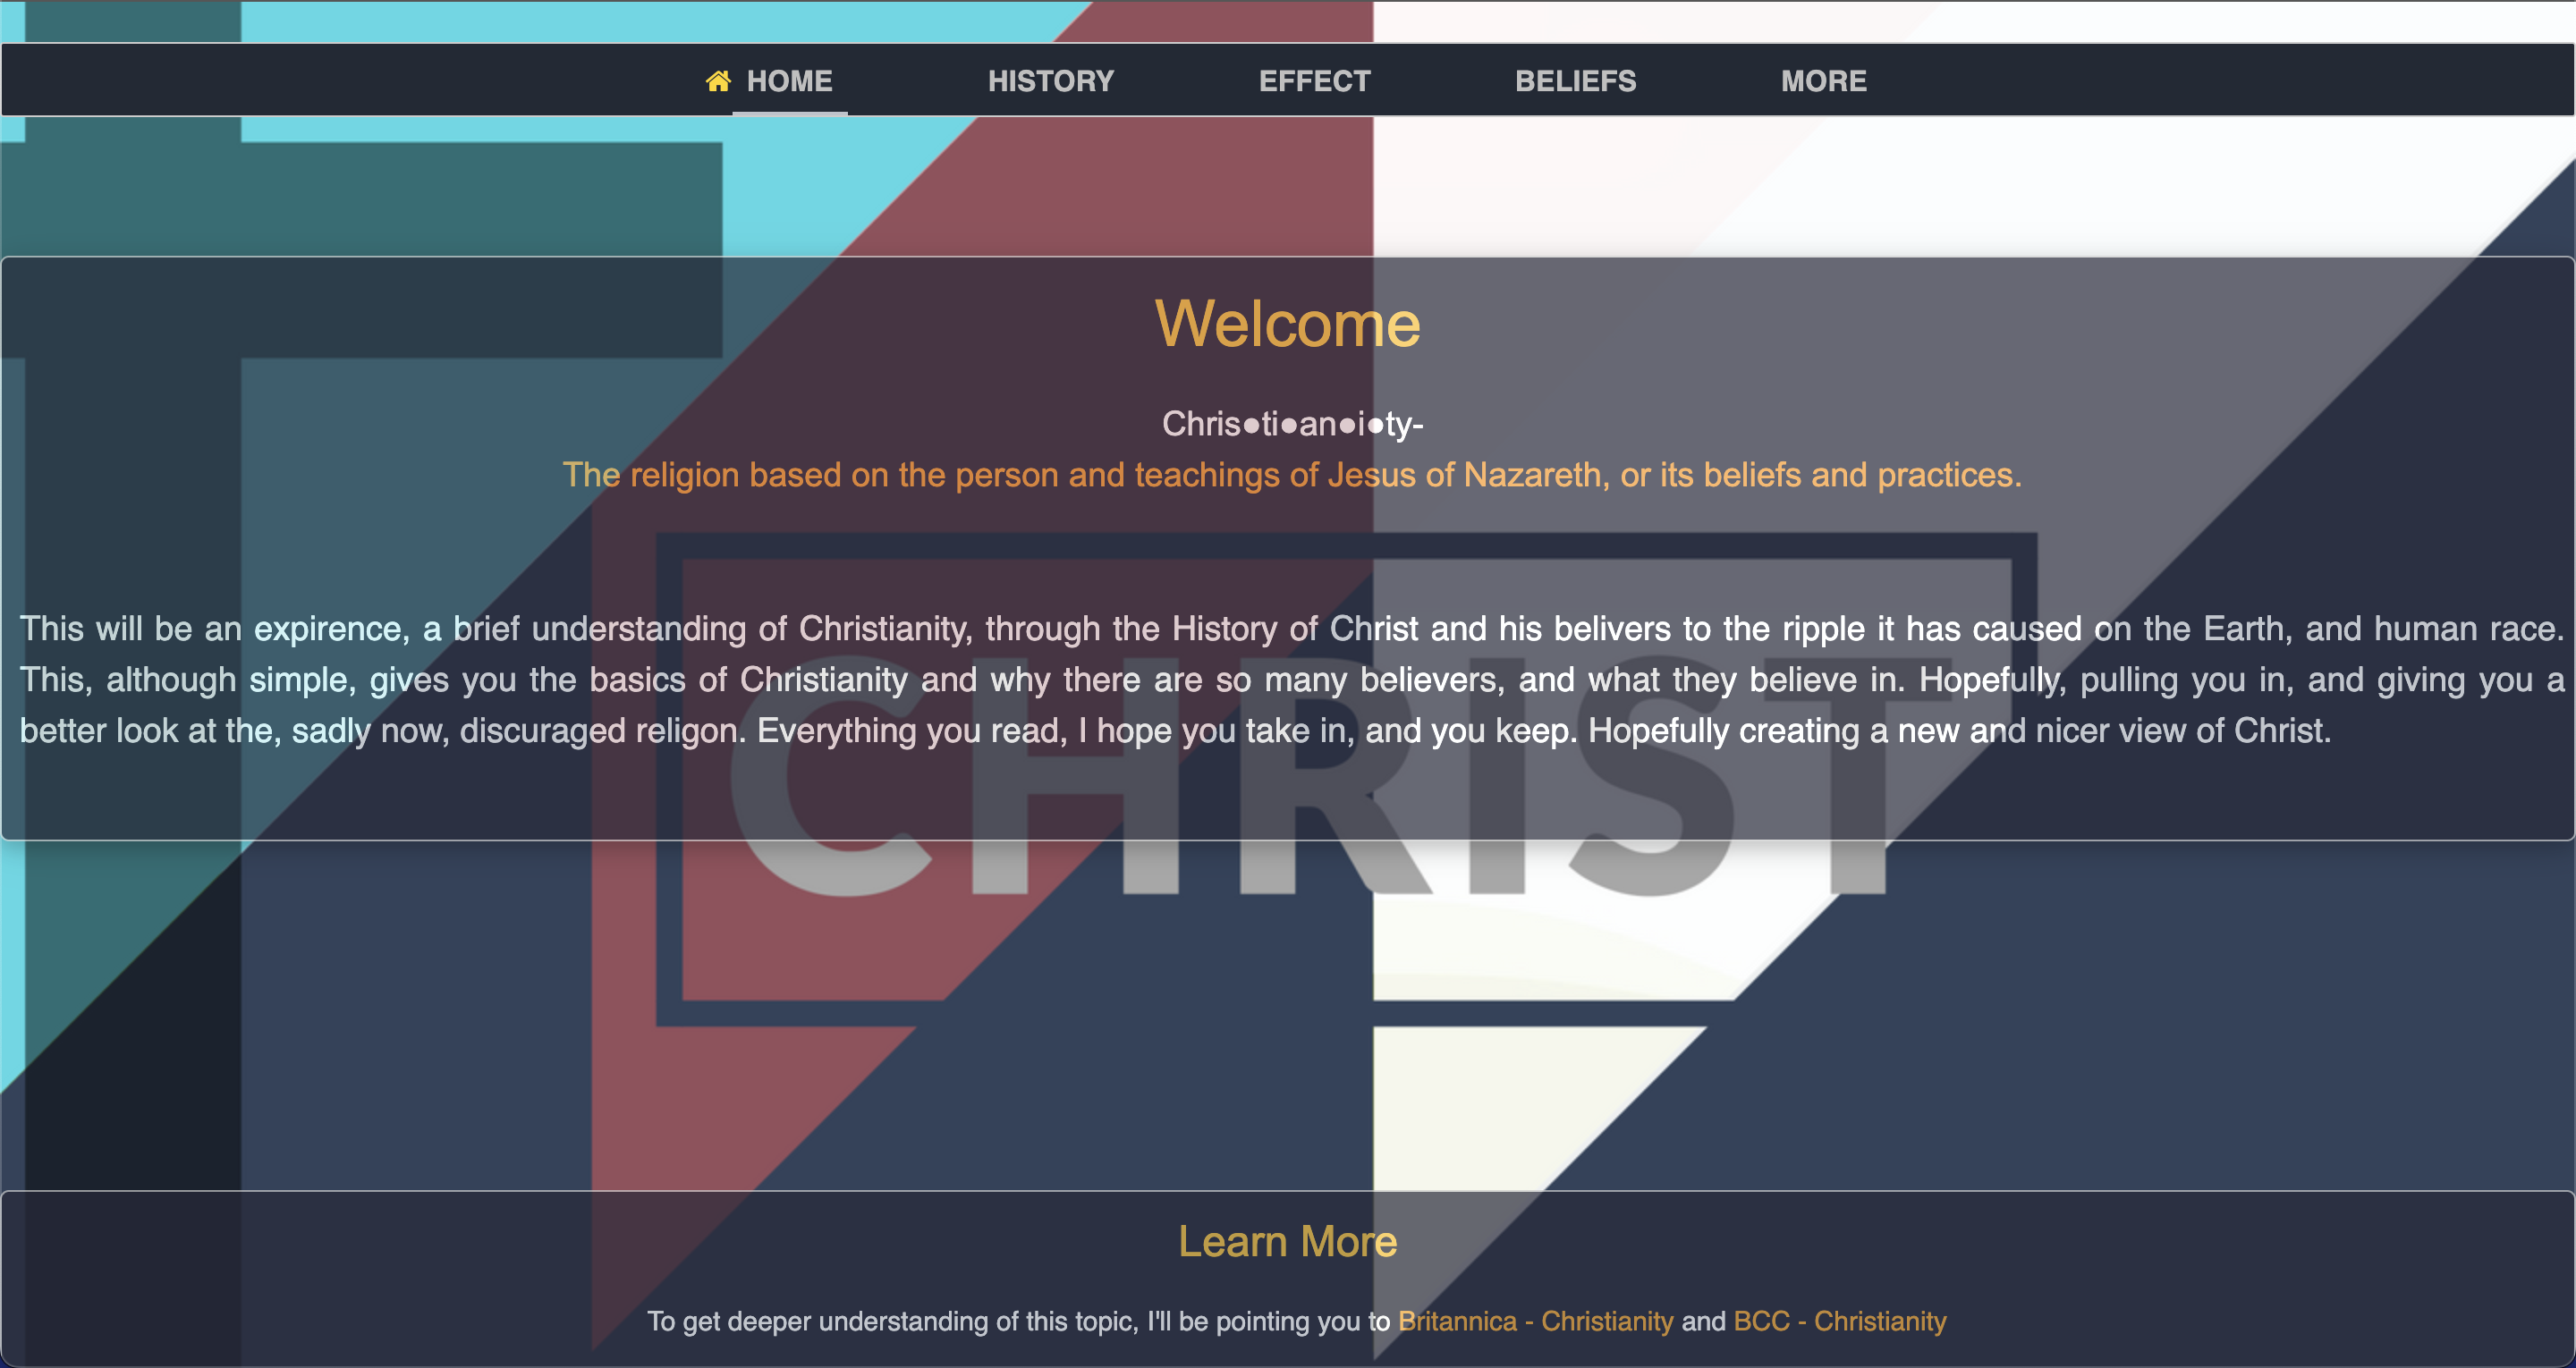 HOME HISTORY EFFECT BELIEFS MORE
Welcome
Chris●ti●an●i●ty-
The religion based on the person and teachings of Jesus of Nazareth, or its beliefs and practices.
This will be an expirence, a brief understanding of Christianity, through the History of Christ and his belivers to the ripple it has caused on the Earth, and human race.
This, although simple, gives you the basics of Christianity and why there are so many believers, and what they believe in. Hopefully, pulling you in, and giving you a
better look at the, sadly now, discuraged religon. Everything you read, I hope you take in, and you keep. Hopefully creating a new and nicer view of Christ.
CHRIST
Learn More
To get deeper understanding of this topic, I'll be pointing you to Britannica - Christianity and BCC - Christianity